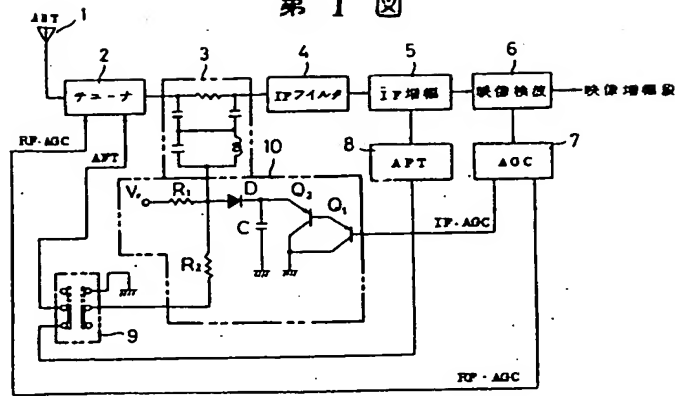 第 1 図
ANT
1
2
チューナ
3
4
IFフイルタ
5
IF増幅
6
映像検波
映像増幅段
RF-AGC
AFT
8
AFT
7
AGC
10
V₀
R₁
D
Q₂
Q₁
C
IF-AGC
R₂
9
RF-AGC